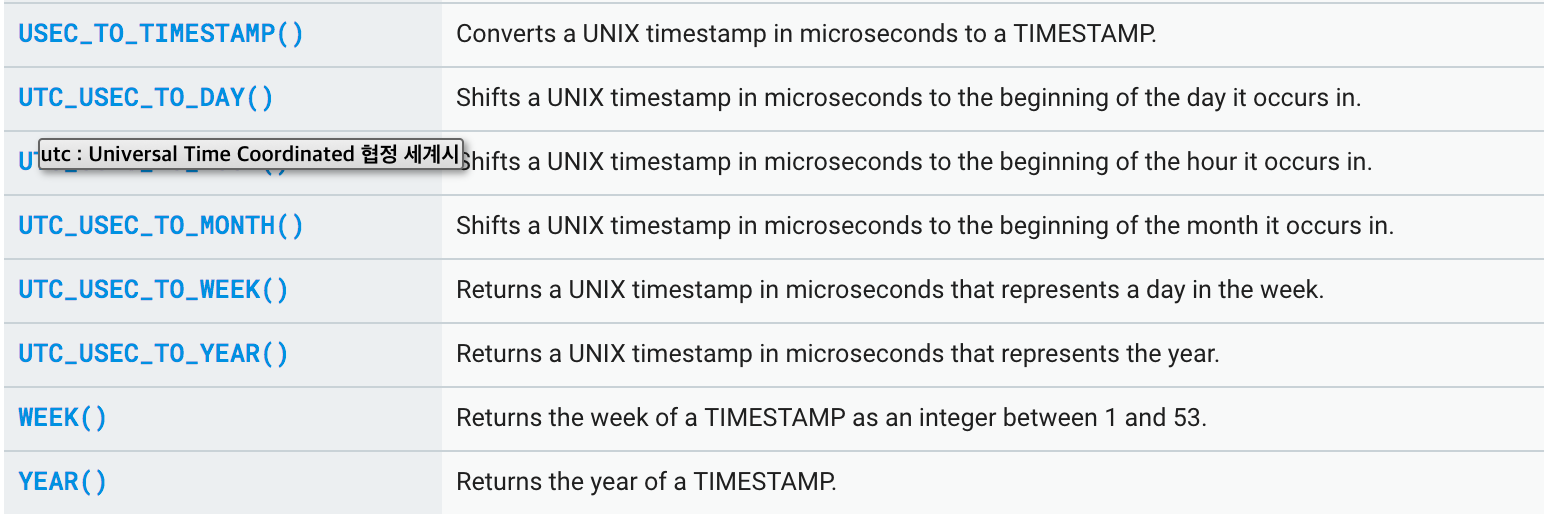 USEC_TO_TIMESTAMP() Converts a UNIX timestamp in microseconds to a TIMESTAMP.
UTC_USEC_TO_DAY() Shifts a UNIX timestamp in microseconds to the beginning of the day it occurs in.
utc : Universal Time Coordinated 협정 세계시 Shifts a UNIX timestamp in microseconds to the beginning of the hour it occurs in.
UTC_USEC_TO_MONTH() Shifts a UNIX timestamp in microseconds to the beginning of the month it occurs in.
UTC_USEC_TO_WEEK() Returns a UNIX timestamp in microseconds that represents a day in the week.
UTC_USEC_TO_YEAR() Returns a UNIX timestamp in microseconds that represents the year.
WEEK() Returns the week of a TIMESTAMP as an integer between 1 and 53.
YEAR() Returns the year of a TIMESTAMP.